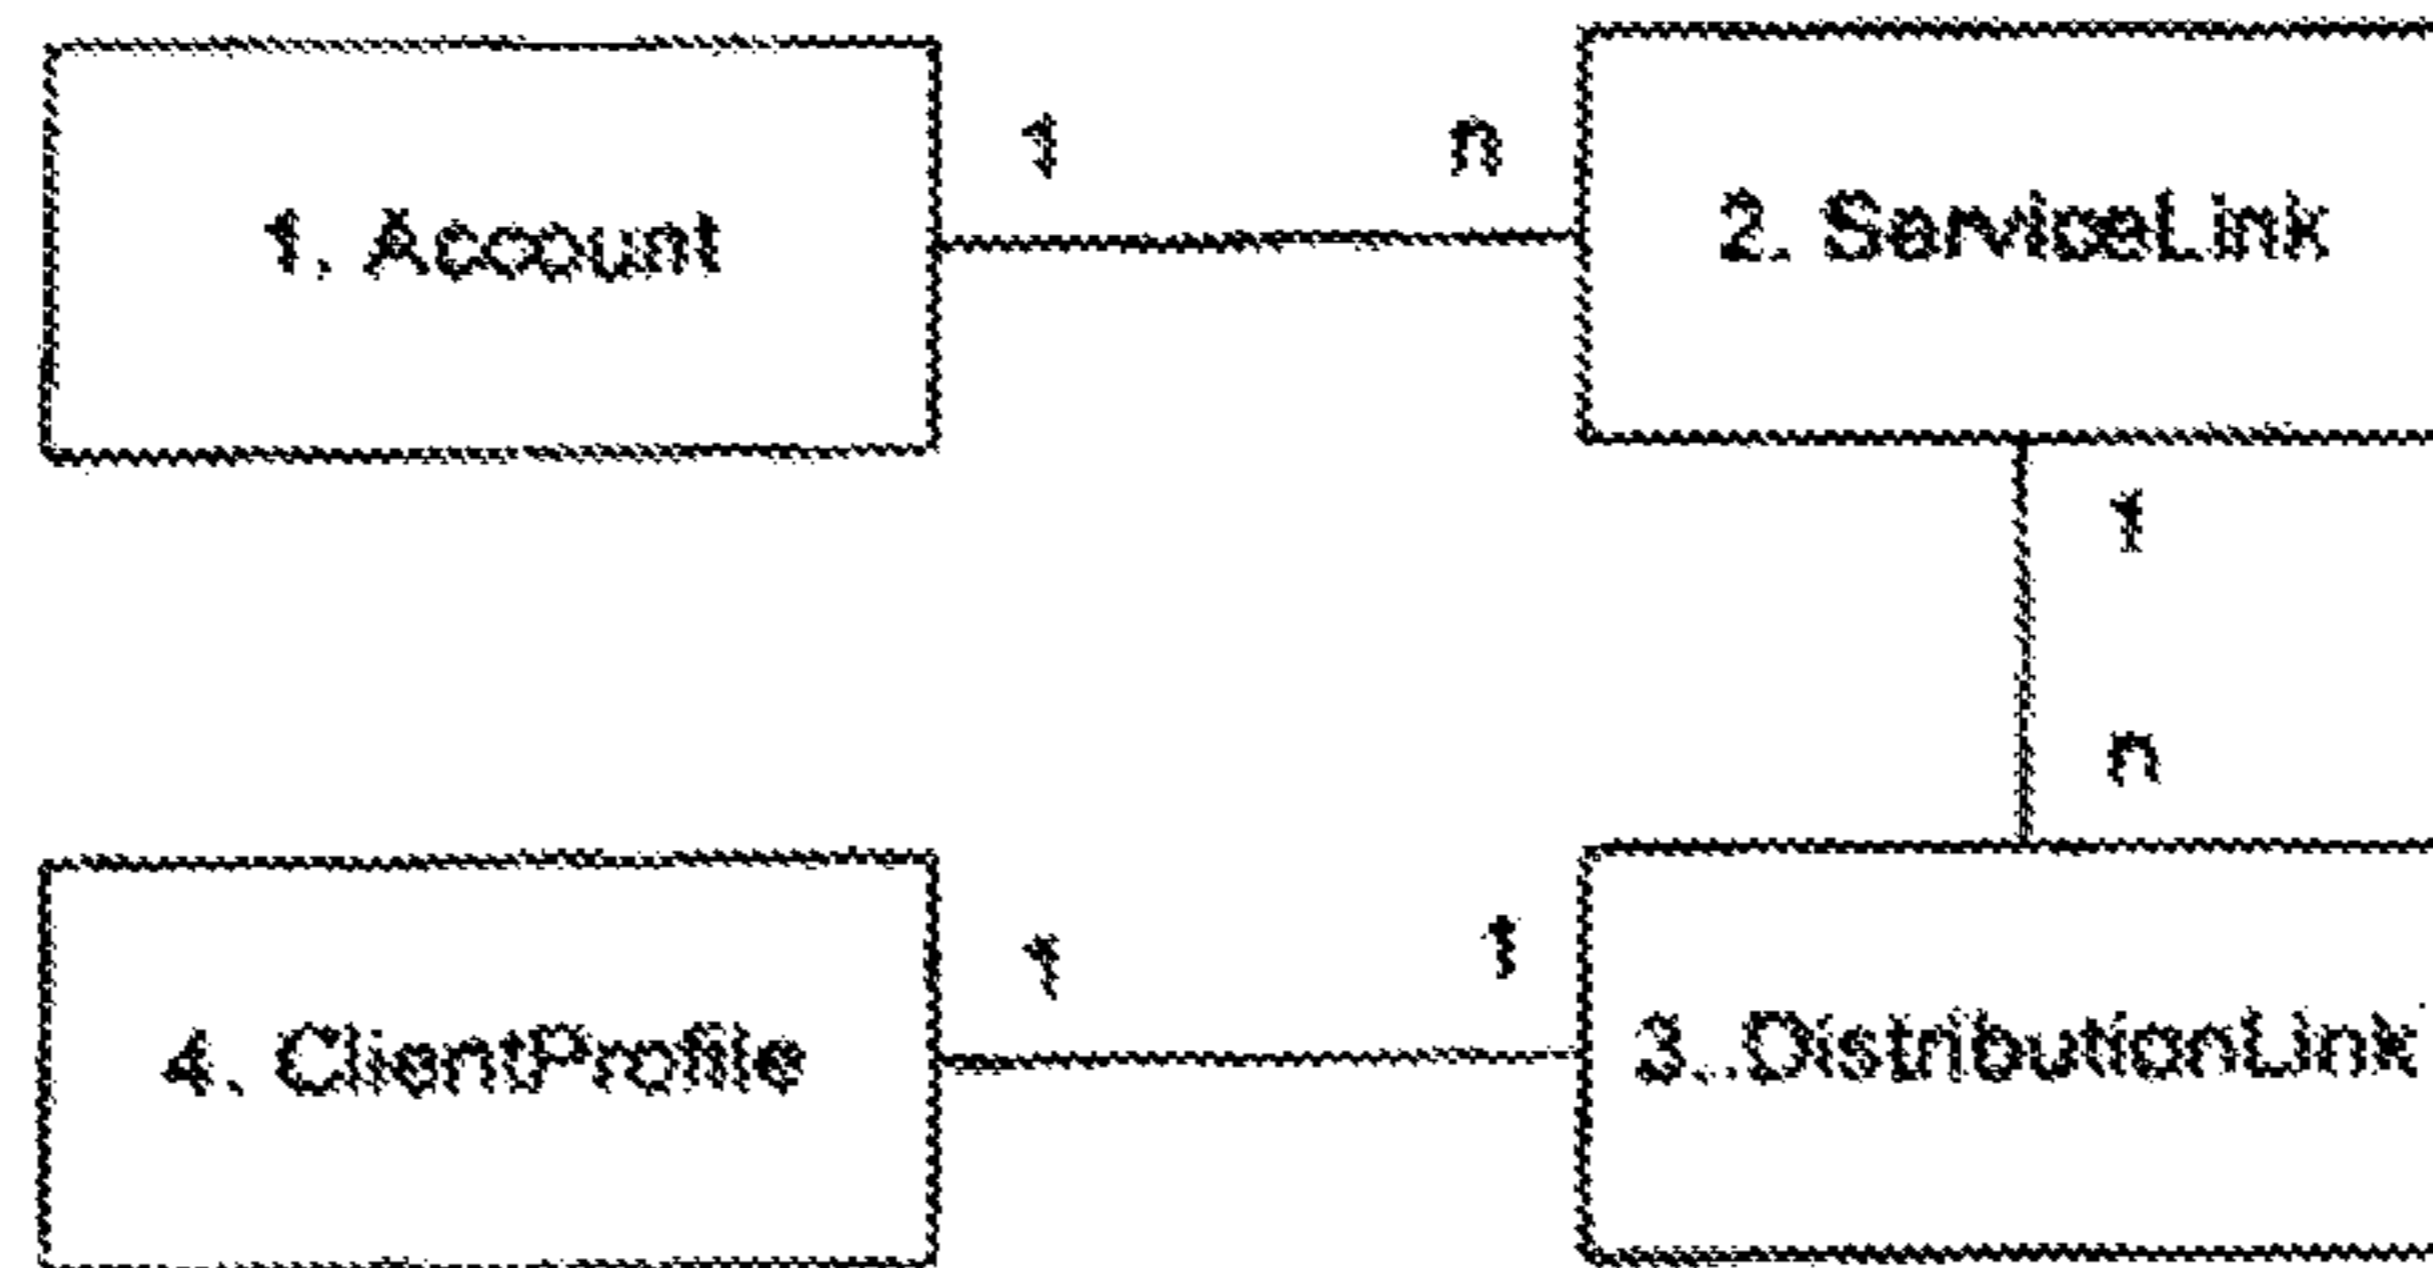 1 n
1. Account 2. ServiceLink
1
n
1 1
4. ClientProfile 3. DistributionLink